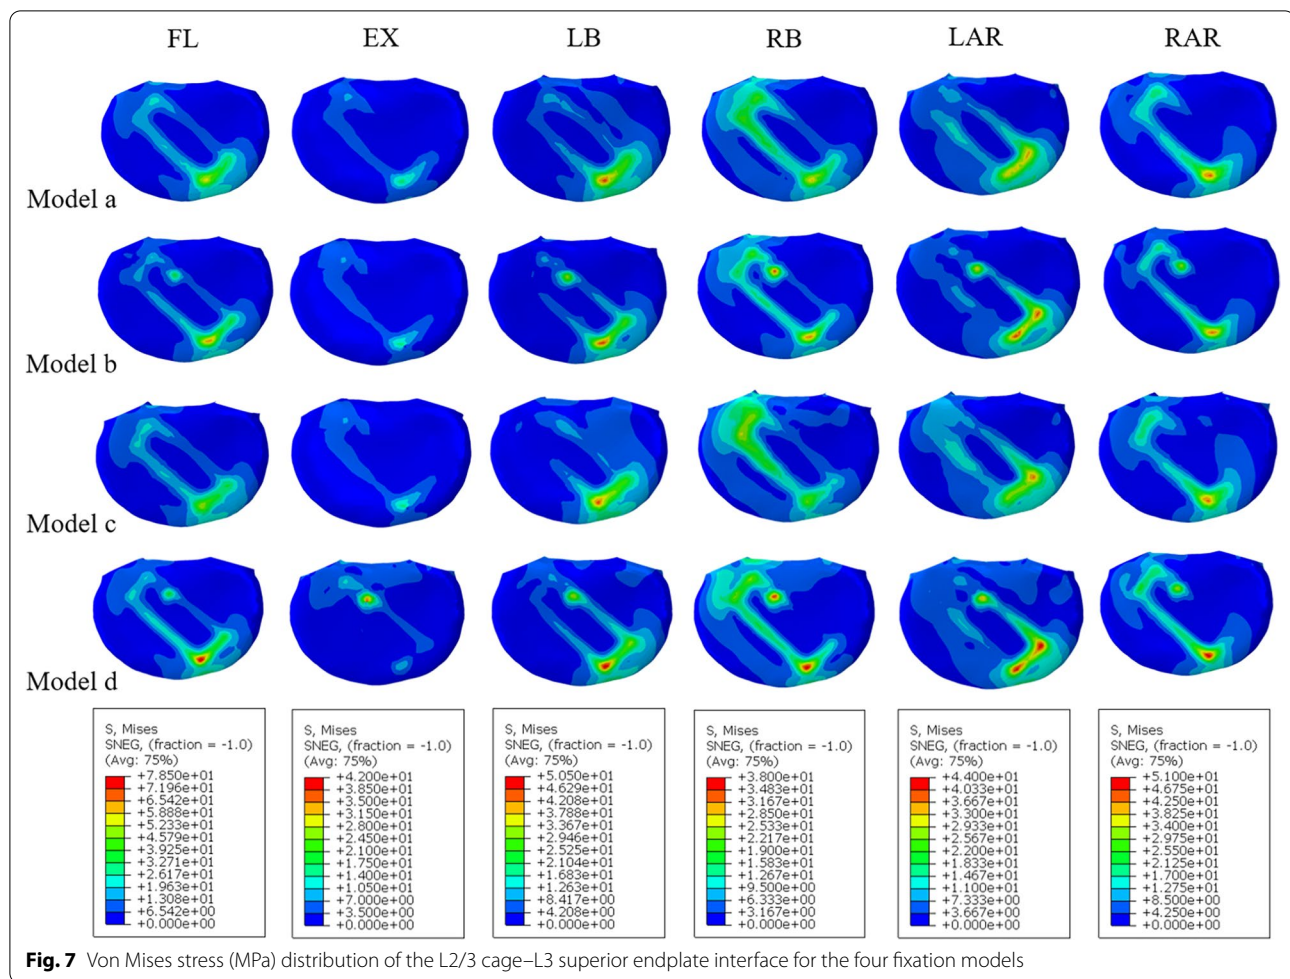 FL EX LB RB LAR RAR
Model a
Model b
Model c
Model d
S, Mises
SNEG, (fraction = -1.0)
(Avg: 75%)
+7.850e+01
+7.196e+01
+6.542e+01
+5.888e+01
+5.233e+01
+4.579e+01
+3.925e+01
+3.271e+01
+2.617e+01
+1.963e+01
+1.308e+01
+6.542e+00
+0.000e+00
S, Mises
SNEG, (fraction = -1.0)
(Avg: 75%)
+4.200e+01
+3.850e+01
+3.500e+01
+3.150e+01
+2.800e+01
+2.450e+01
+2.100e+01
+1.750e+01
+1.400e+01
+1.050e+01
+7.000e+00
+3.500e+00
+0.000e+00
S, Mises
SNEG, (fraction = -1.0)
(Avg: 75%)
+5.050e+01
+4.629e+01
+4.208e+01
+3.788e+01
+3.367e+01
+2.946e+01
+2.525e+01
+2.104e+01
+1.683e+01
+1.263e+01
+8.417e+00
+4.208e+00
+0.000e+00
S, Mises
SNEG, (fraction = -1.0)
(Avg: 75%)
+3.800e+01
+3.483e+01
+3.167e+01
+2.850e+01
+2.533e+01
+2.217e+01
+1.900e+01
+1.583e+01
+1.267e+01
+9.500e+00
+6.333e+00
+3.167e+00
+0.000e+00
S, Mises
SNEG, (fraction = -1.0)
(Avg: 75%)
+4.400e+01
+4.033e+01
+3.667e+01
+3.300e+01
+2.933e+01
+2.567e+01
+2.200e+01
+1.833e+01
+1.467e+01
+1.100e+01
+7.333e+00
+3.667e+00
+0.000e+00
S, Mises
SNEG, (fraction = -1.0)
(Avg: 75%)
+5.100e+01
+4.675e+01
+4.250e+01
+3.825e+01
+3.400e+01
+2.975e+01
+2.550e+01
+2.125e+01
+1.700e+01
+1.275e+01
+8.500e+00
+4.250e+00
+0.000e+00
Fig. 7 Von Mises stress (MPa) distribution of the L2/3 cage–L3 superior endplate interface for the four fixation models